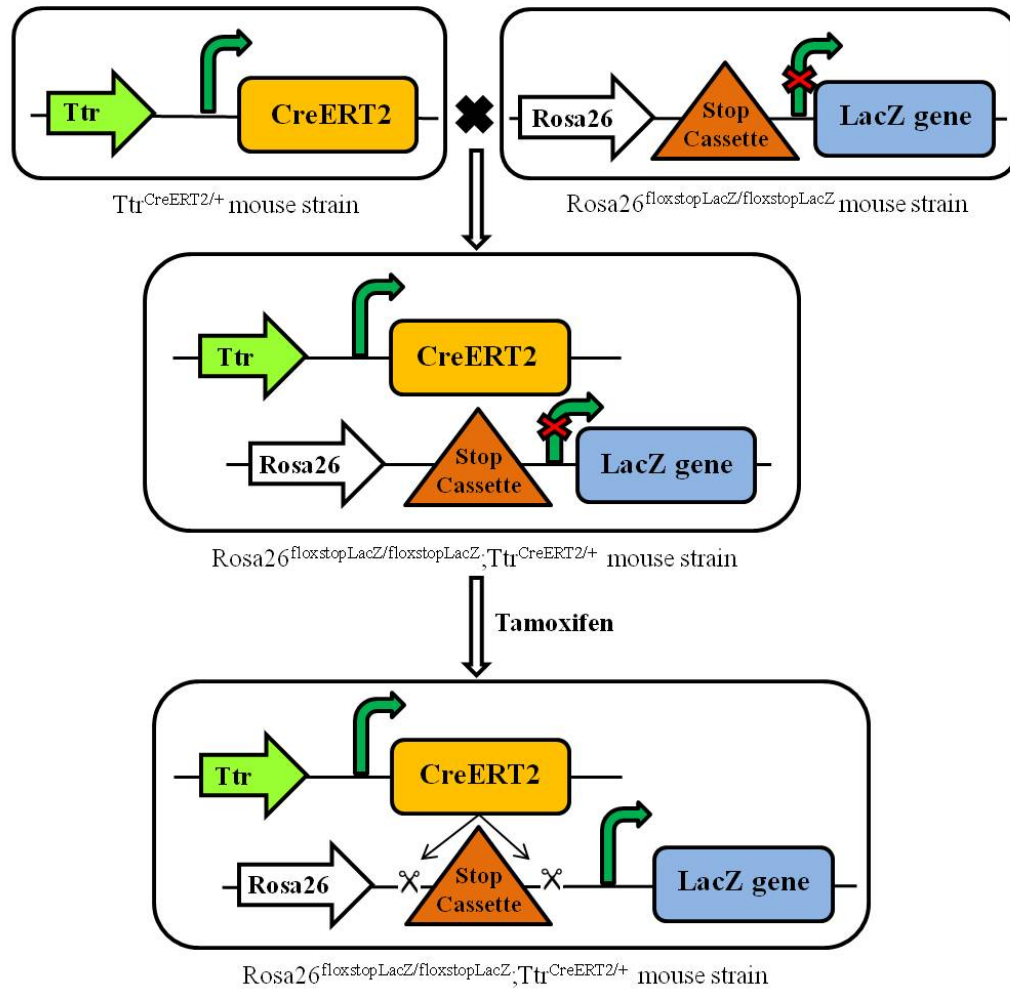 Ttr
CreERT2
Rosa26
Stop
Cassette
LacZ gene
Ttr^CreERT2/+ mouse strain
Rosa26^floxstopLacZ/floxstopLacZ mouse strain
Ttr
CreERT2
Rosa26
Stop
Cassette
LacZ gene
Rosa26^floxstopLacZ/floxstopLacZ;Ttr^CreERT2/+ mouse strain
Tamoxifen
Ttr
CreERT2
Rosa26
Stop
Cassette
LacZ gene
Rosa26^floxstopLacZ/floxstopLacZ;Ttr^CreERT2/+ mouse strain